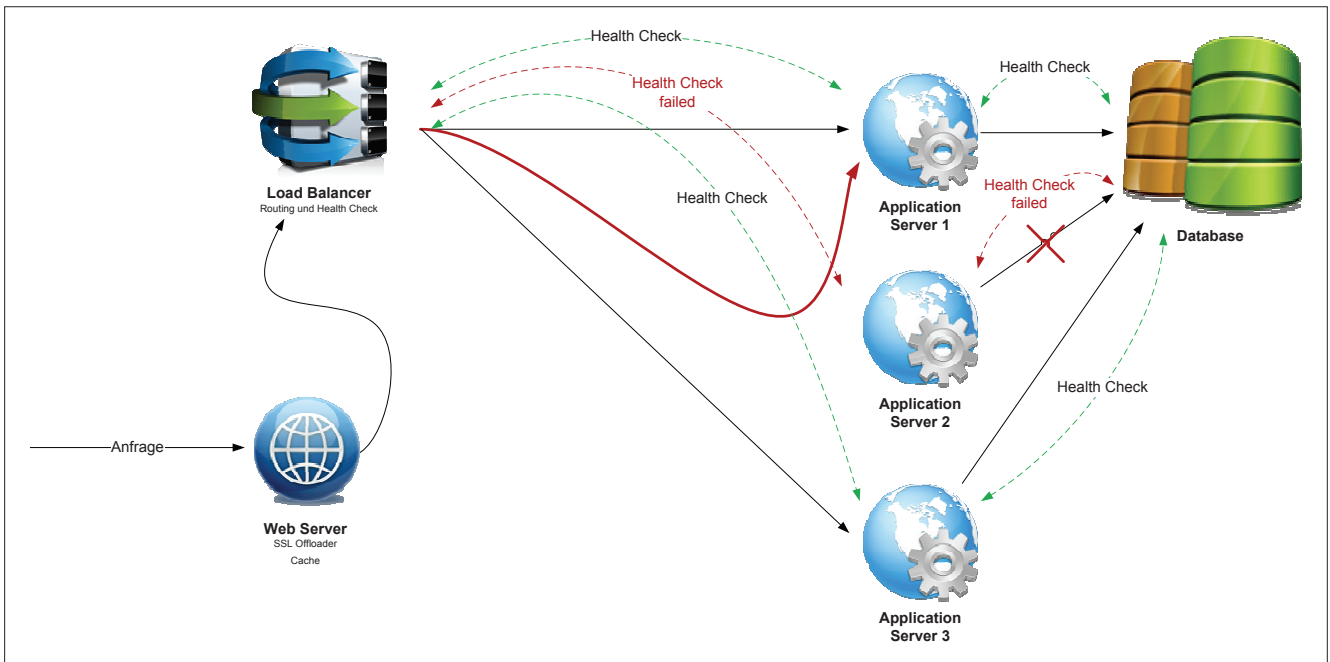 Health Check
Health Check
failed
Health Check
Load Balancer
Routing und Health Check
Health Check
Application
Server 1
Health Check
failed
Database
Anfrage
Application
Server 2
Health Check
Web Server
SSL Offloader
Cache
Application
Server 3